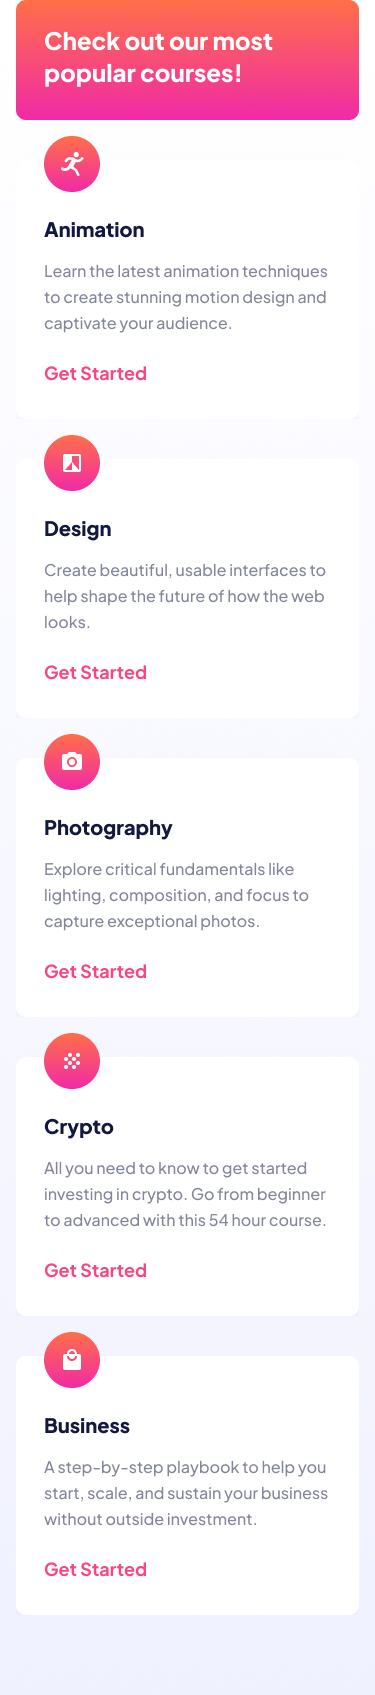 Check out our most
popular courses!
Animation
Learn the latest animation techniques
to create stunning motion design and
captivate your audience.
Get Started
Design
Create beautiful, usable interfaces to
help shape the future of how the web
looks.
Get Started
Photography
Explore critical fundamentals like
lighting, composition, and focus to
capture exceptional photos.
Get Started
Crypto
All you need to know to get started
investing in crypto. Go from beginner
to advanced with this 54 hour course.
Get Started
Business
A step-by-step playbook to help you
start, scale, and sustain your business
without outside investment.
Get Started